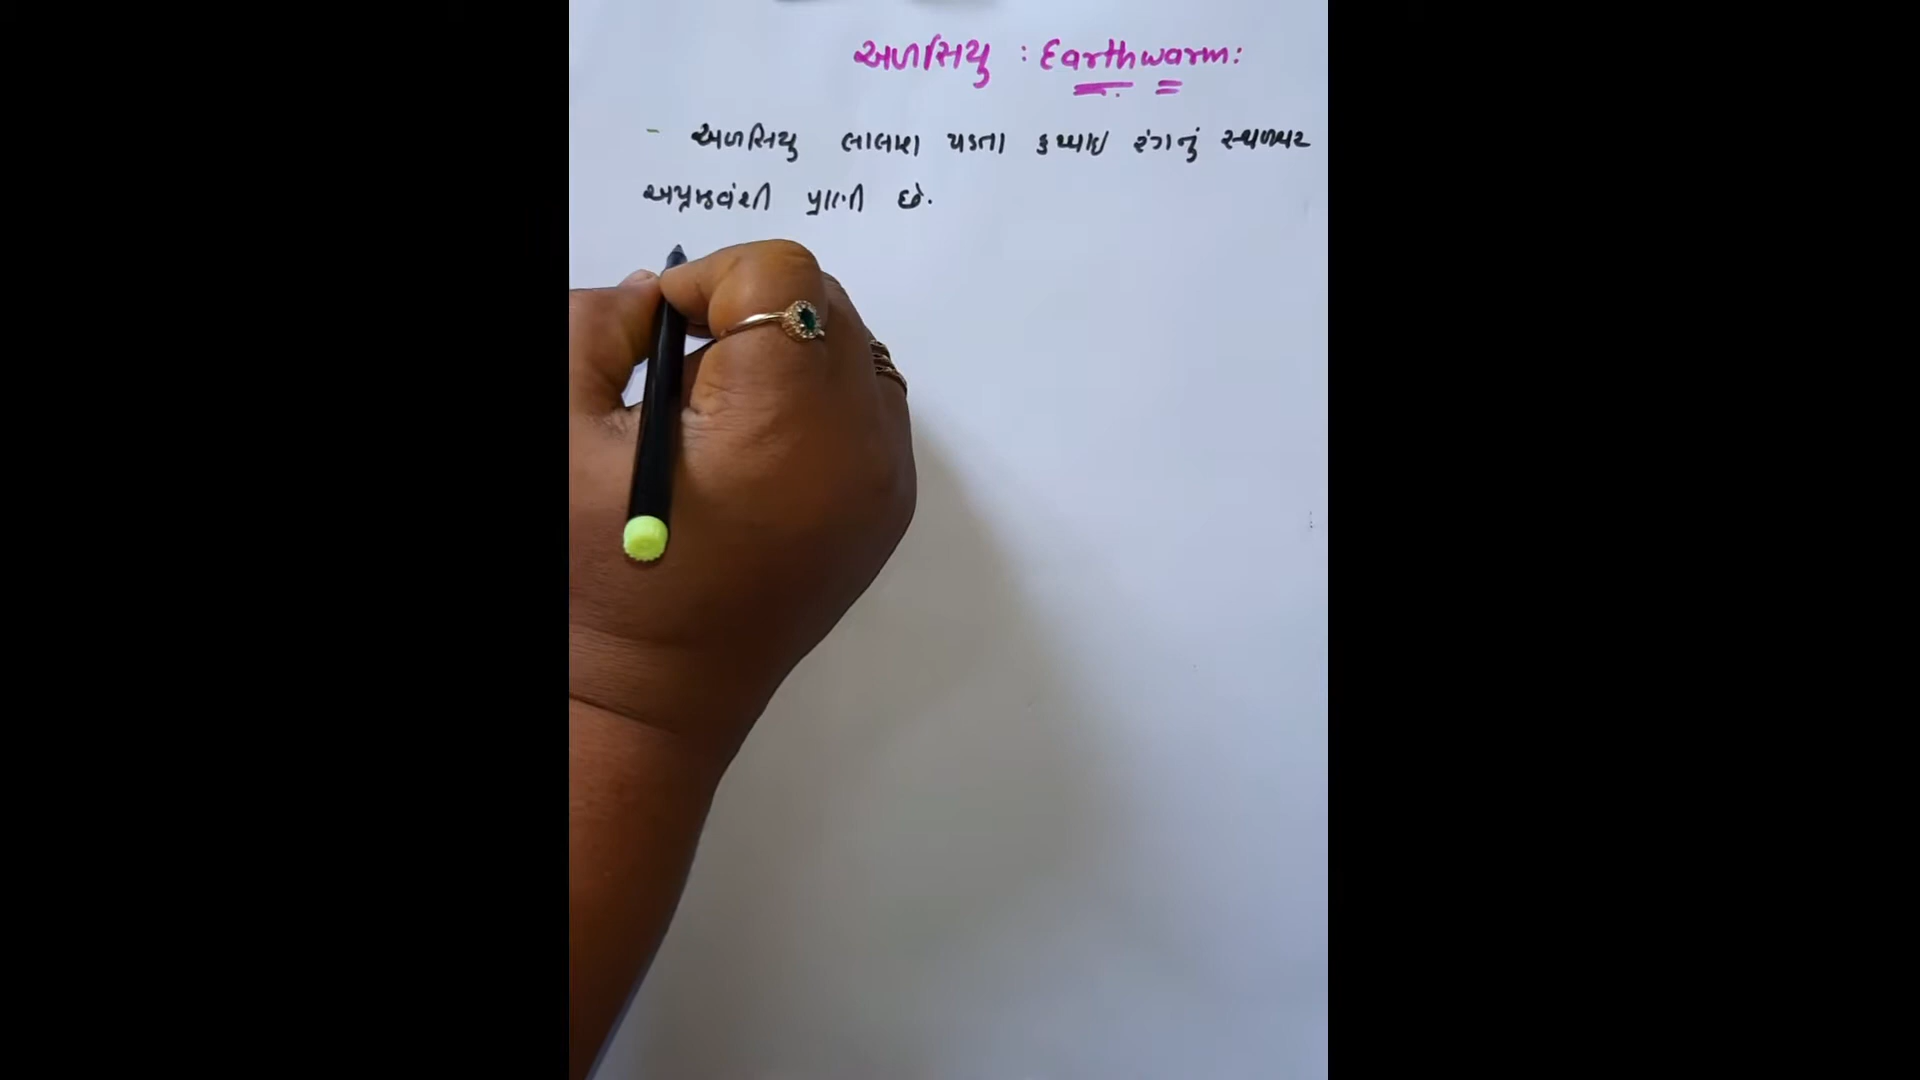 અળસિયુ : Earthwarm:
- અળસિયુ લાલાશ પડતા કથ્થાઇ રંગનું સ્થળચર
અપૃષ્ઠવંશી પ્રાણી છે.